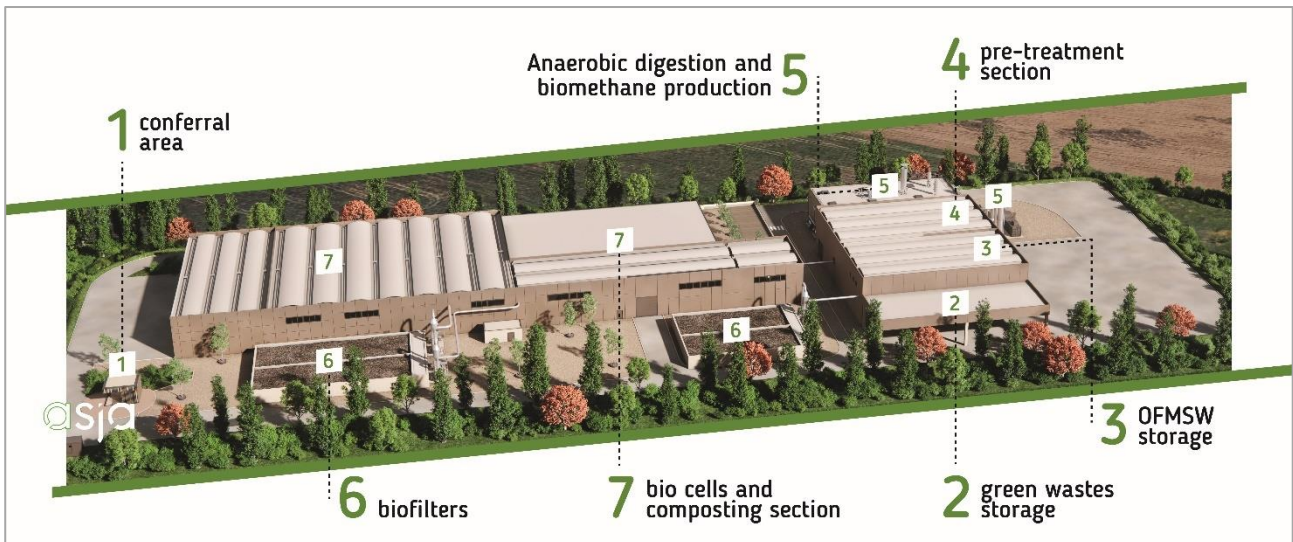 Anaerobic digestion and
biomethane production
5
4
pre-treatment
section
1
conferral
area
5
5
4
7
3
7
2
6
6
1
asja
3
OFMSW
storage
6
biofilters
7
bio cells and
composting section
2
green wastes
storage